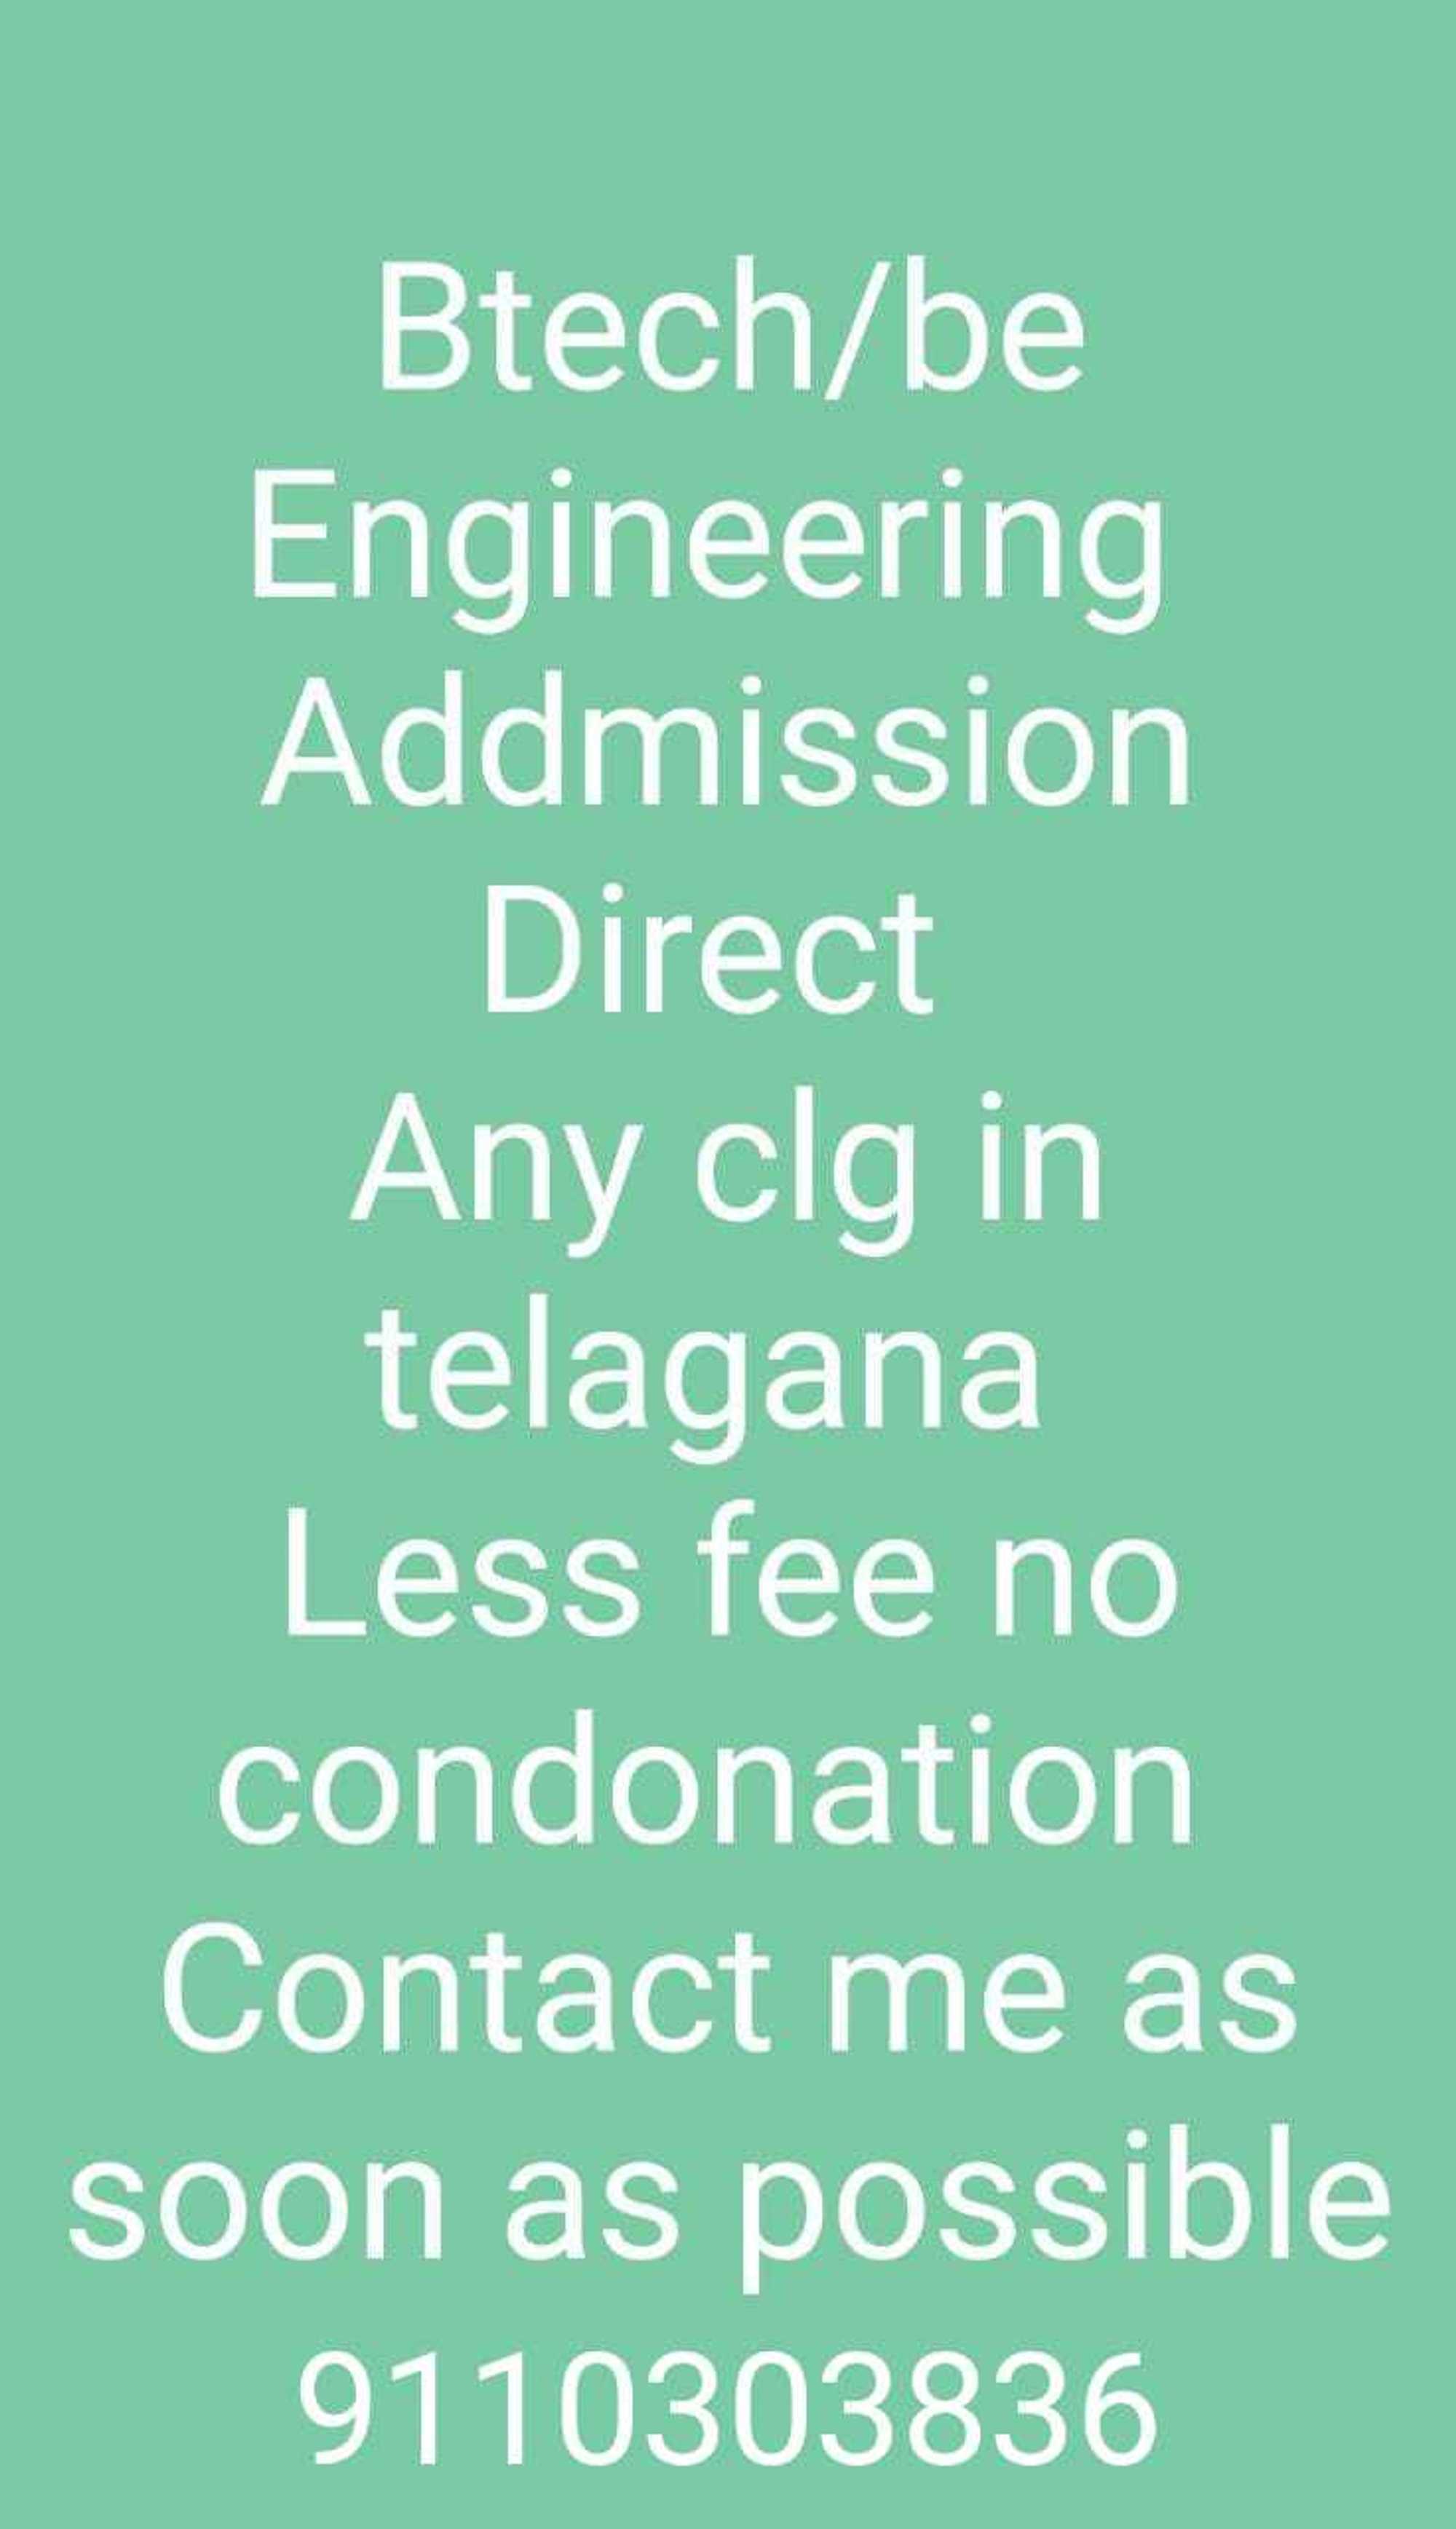 Btech/be
Engineering
Addmission
Direct
Any clg in
telagana
Less fee no
condonation
Contact me as
soon as possible
9110303836